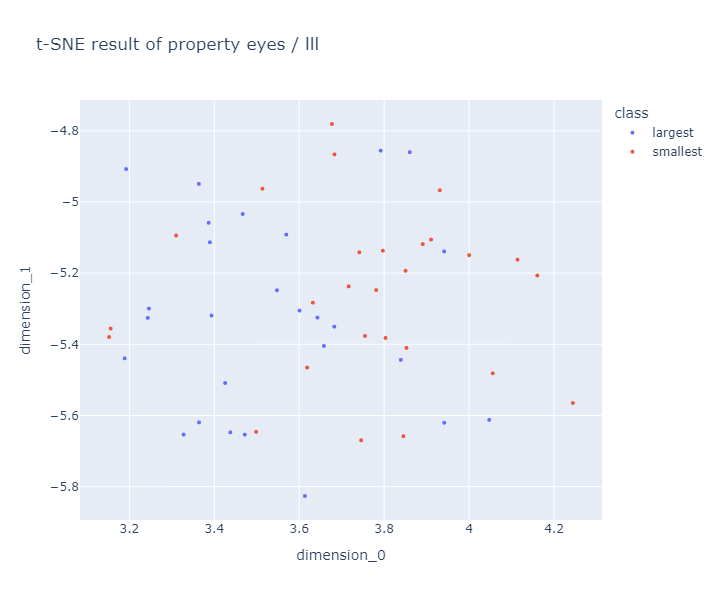 t-SNE result of property eyes / lll
class
largest
smallest
−4.8
−5
−5.2
−5.4
−5.6
−5.8
dimension_1
3.2
3.4
3.6
3.8
4
4.2
dimension_0